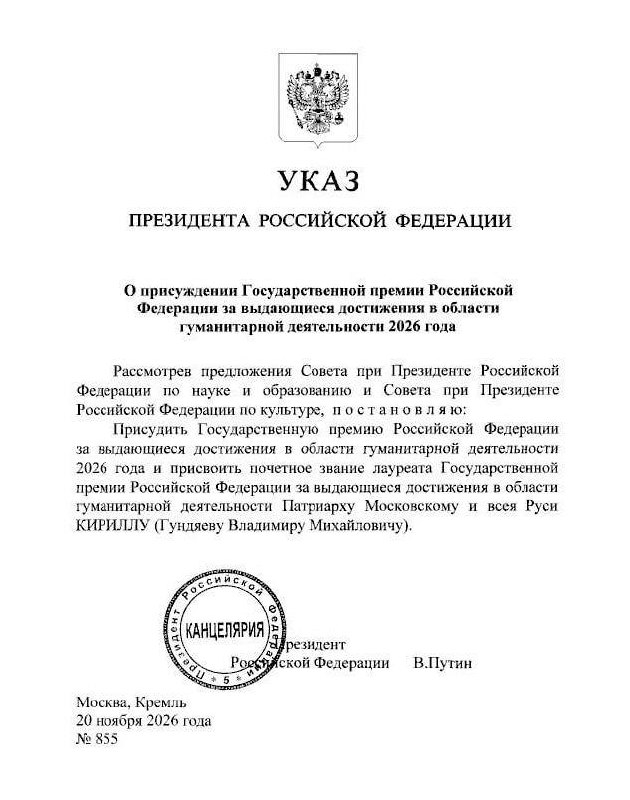 УКАЗ
ПРЕЗИДЕНТА РОССИЙСКОЙ ФЕДЕРАЦИИ
О присуждении Государственной премии Российской
Федерации за выдающиеся достижения в области
гуманитарной деятельности 2026 года
Рассмотрев предложения Совета при Президенте Российской
Федерации по науке и образованию и Совета при Президенте
Российской Федерации по культуре, п о с т а н о в л я ю:
Присудить Государственную премию Российской Федерации
за выдающиеся достижения в области гуманитарной деятельности
2026 года и присвоить почетное звание лауреата Государственной
премии Российской Федерации за выдающиеся достижения в области
гуманитарной деятельности Патриарху Московскому и всея Руси
КИРИЛЛУ (Гундяеву Владимиру Михайловичу).
Президент Российской Федерации
КАНЦЕЛЯРИЯ
* 5 *
Президент
Российской Федерации В.Путин
Москва, Кремль
20 ноября 2026 года
№ 855